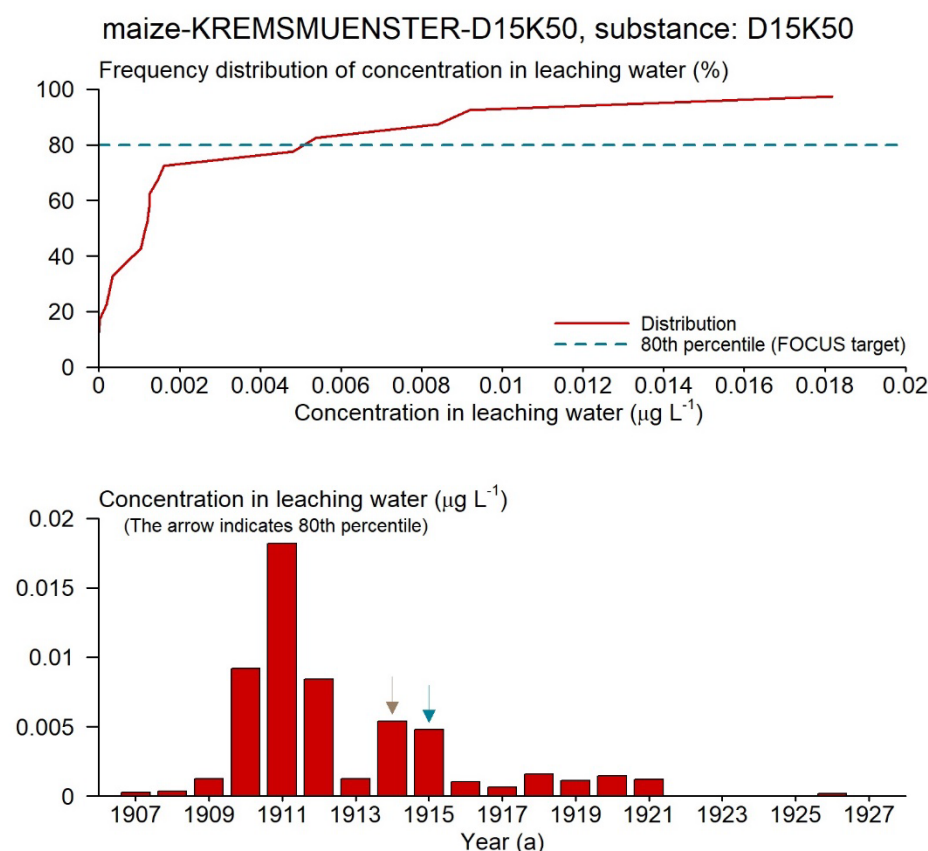 maize-KREMSMUENSTER-D15K50, substance: D15K50
Frequency distribution of concentration in leaching water (%)
100
80
60
40
20
0
Distribution
80th percentile (FOCUS target)
0 0.002 0.004 0.006 0.008 0.01 0.012 0.014 0.016 0.018 0.02
Concentration in leaching water (μg L⁻¹)
Concentration in leaching water (μg L⁻¹)
(The arrow indicates 80th percentile)
0.02
0.015
0.01
0.005
0
1907 1909 1911 1913 1915 1917 1919 1921 1923 1925 1927
Year (a)